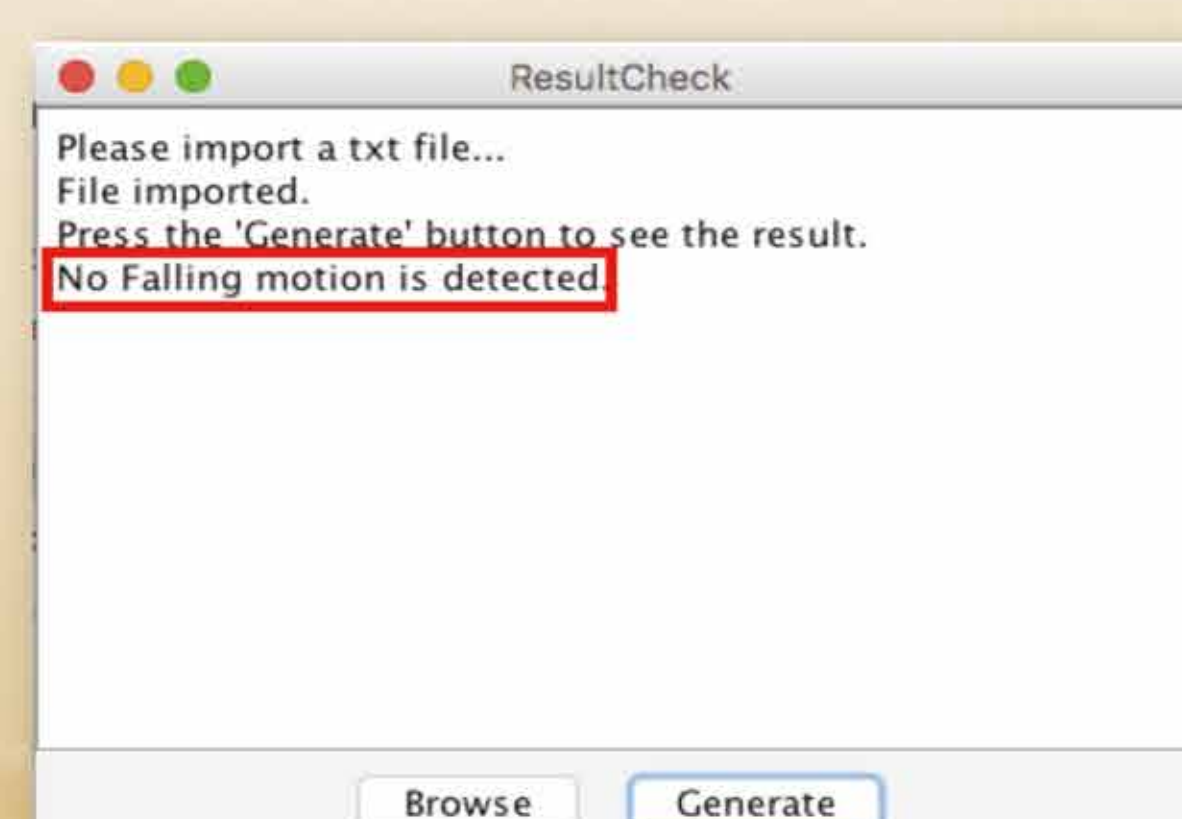 ResultCheck
Please import a txt file...
File imported.
Press the 'Generate' button to see the result.
No Falling motion is detected.
Browse Generate